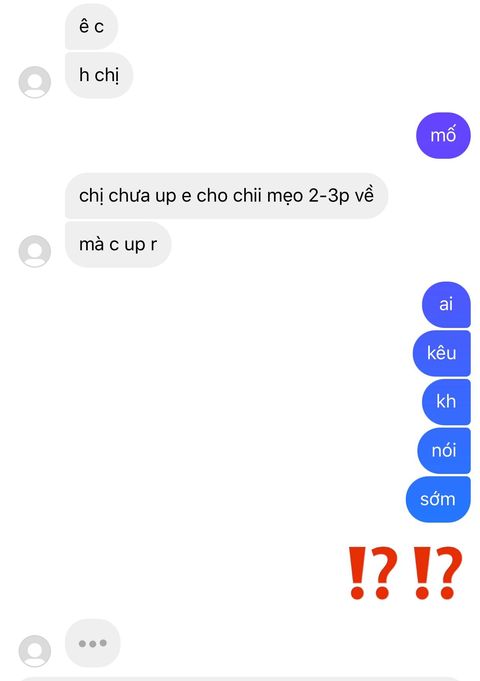 ê c
h chị
mố
chị chưa up e cho chii mẹo 2-3p về
mà c up r
ai
kêu
kh
nói
sớm
⁉️⁉️